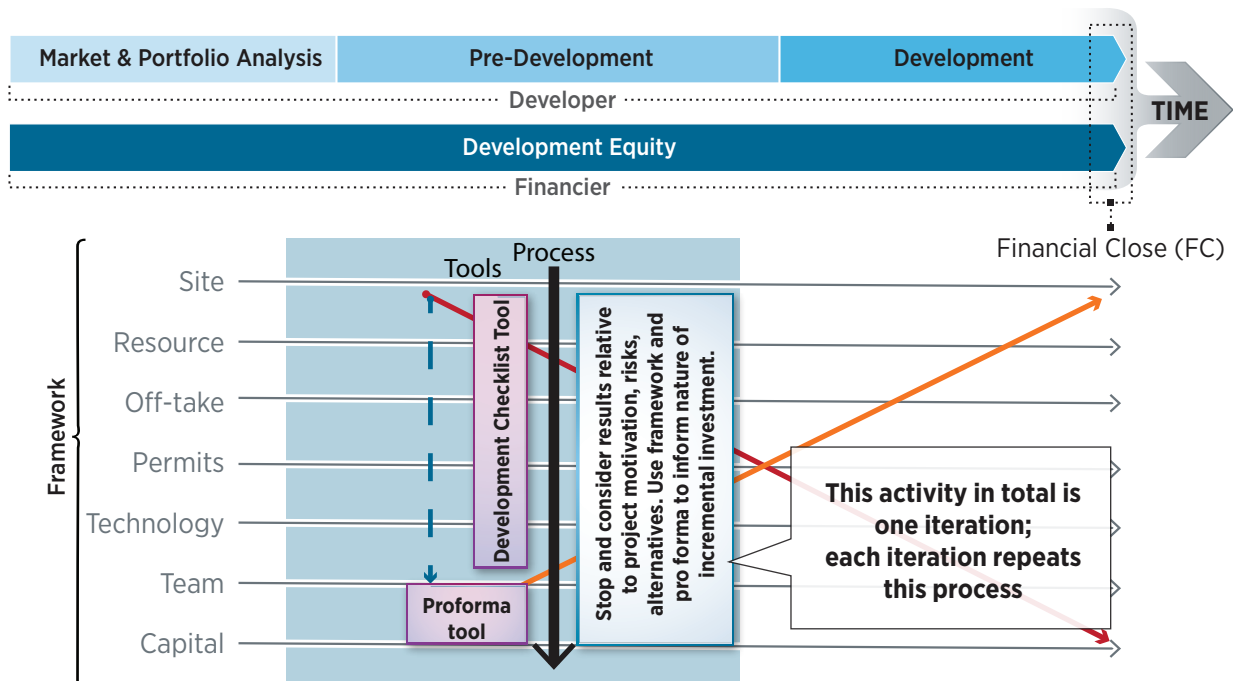 Market & Portfolio Analysis
Pre-Development
Development
Developer
TIME
Development Equity
Financier
Financial Close (FC)
Process
Tools
Framework
Site
Resource
Off-take
Permits
Technology
Team
Capital
Development Checklist Tool
Proforma
tool
Stop and consider results relative
to project motivation, risks,
alternatives. Use framework and
pro forma to inform nature of
incremental investment.
This activity in total is
one iteration;
each iteration repeats
this process